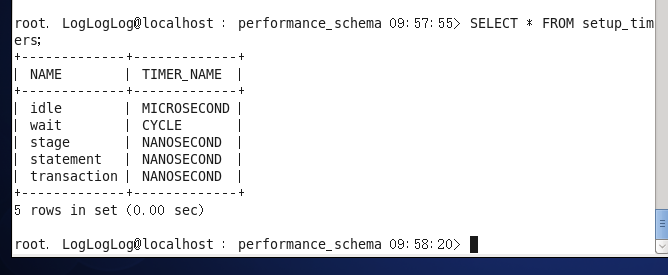 root. LogLogLog@localhost : performance_schema 09:57:55> SELECT * FROM setup_tim
ers;
+-------------+-------------+
| NAME        | TIMER_NAME  |
+-------------+-------------+
| idle        | MICROSECOND |
| wait        | CYCLE       |
| stage       | NANOSECOND  |
| statement   | NANOSECOND  |
| transaction | NANOSECOND  |
+-------------+-------------+
5 rows in set (0.00 sec)
root. LogLogLog@localhost : performance_schema 09:58:20>